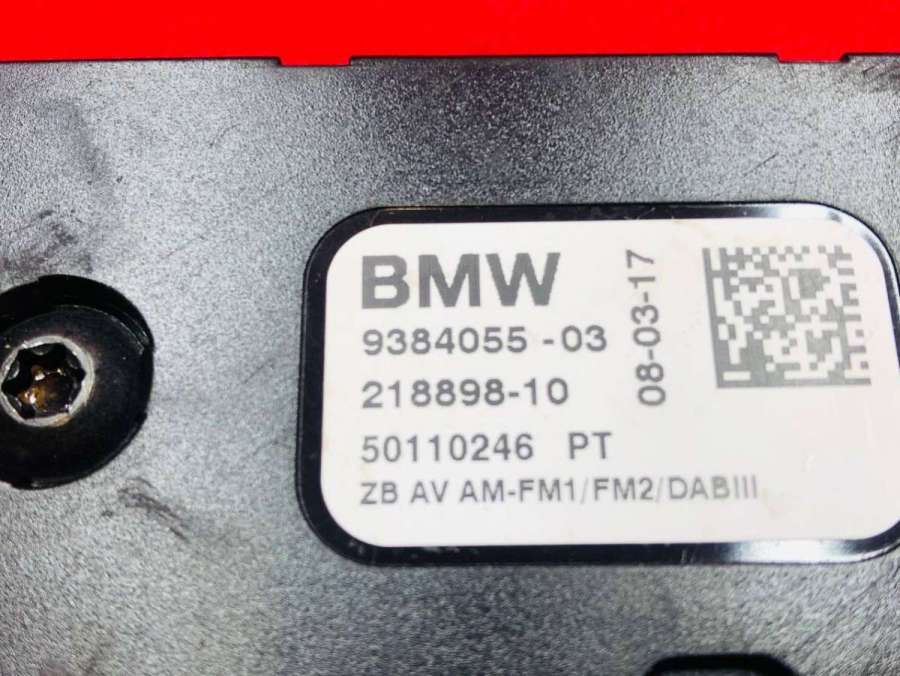 BMW
9384055 -03
218898-10
50110246 PT
ZB AV AM-FM1/FM2/DABIII
08-03-17